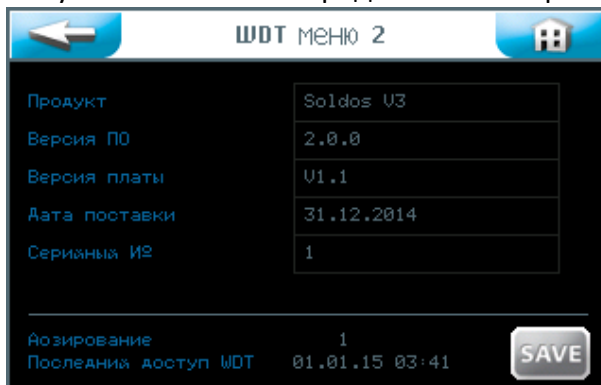 WDT меню 2
Продукт Soldos V3
Версия ПО 2.0.0
Версия платы V1.1
Дата поставки 31.12.2014
Серийный № 1
Дозирование 1
Последний доступ WDT 01.01.15 03:41
SAVE